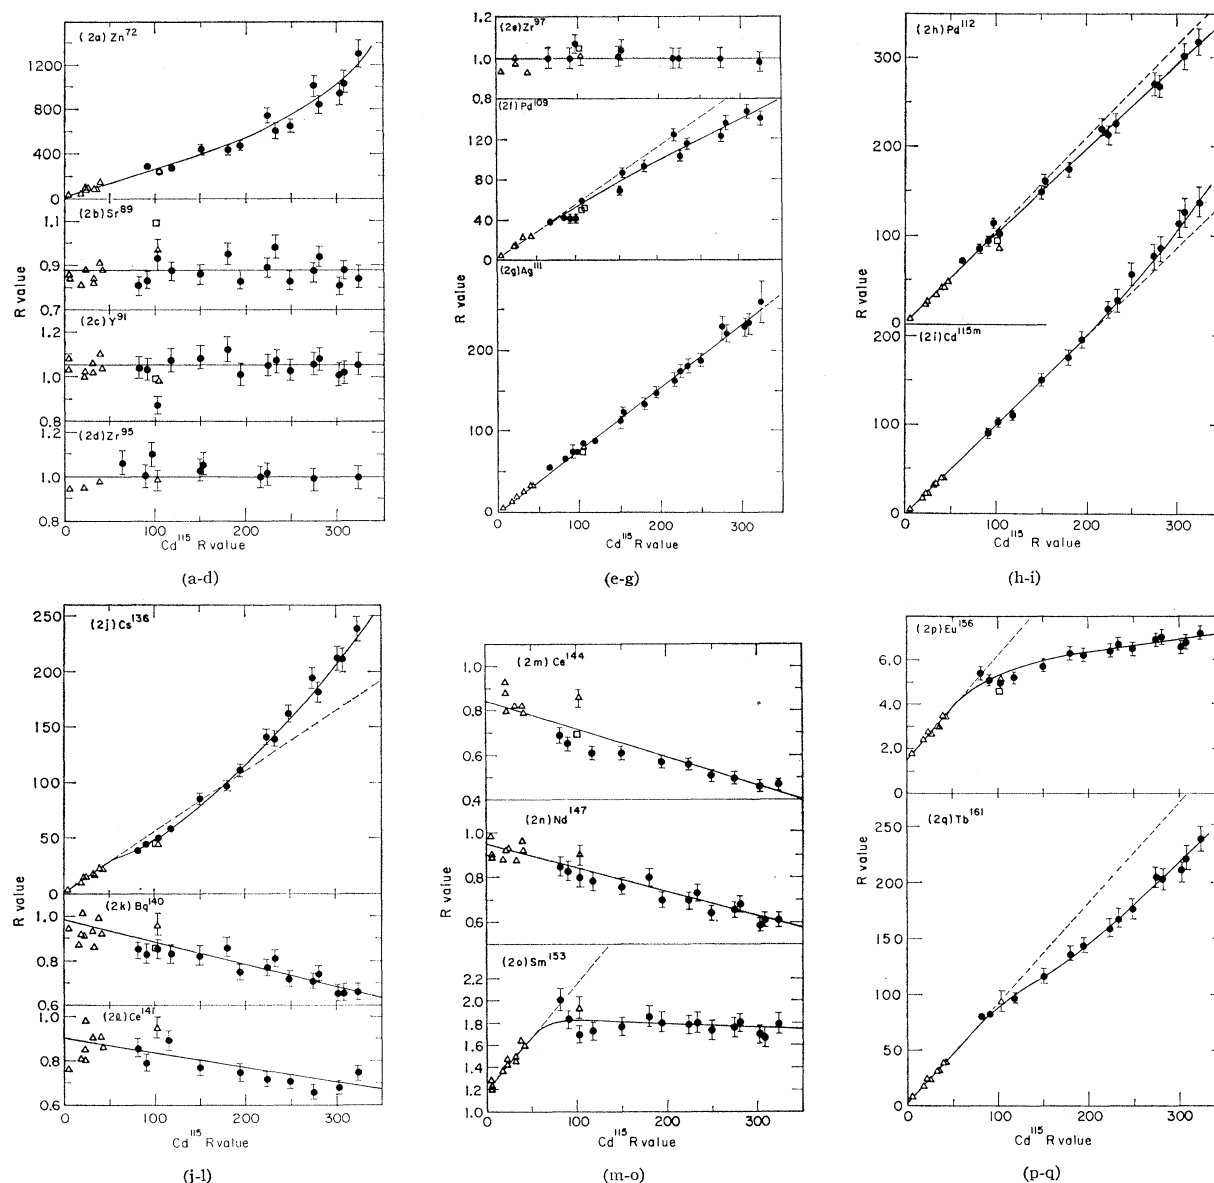 (2a) Zn72
1200
800
400
0
(2b) Sr89
1.1
0.9
0.7
(2c) Y91
1.2
1.0
0.8
(2d) Zr95
1.2
1.0
0.8
0 100 200 300
Cd115 R value
R value
(a-d)
1.2
(2e) Zr97
1.0
0.8
(2f) Pd109
120
80
40
0
(2g) Ag111
200
100
0
0 100 200 300
Cd115 R value
R value
(e-g)
(2h) Pd112
300
200
100
0
(2i) Cd115m
200
100
0
0 100 200 300
Cd115 R value
R value
(h-i)
250
(2j) Cs136
200
150
100
50
0
1.0
(2k) Ba140
0.8
0.6
1.0
(2l) Ce141
0.8
0.6
0 100 200 300
Cd115 R value
R value
(j-l)
1.0
(2m) Ce144
0.8
0.6
0.4
1.0
(2n) Nd147
0.8
0.6
(2o) Sm153
2.2
2.0
1.8
1.6
1.4
1.2
1.0
0 100 200 300
Cd115 R value
R value
(m-o)
(2p) Eu156
6.0
4.0
2.0
0
(2q) Tb161
250
200
150
100
50
0
0 100 200 300
Cd115 R value
R value
(p-q)